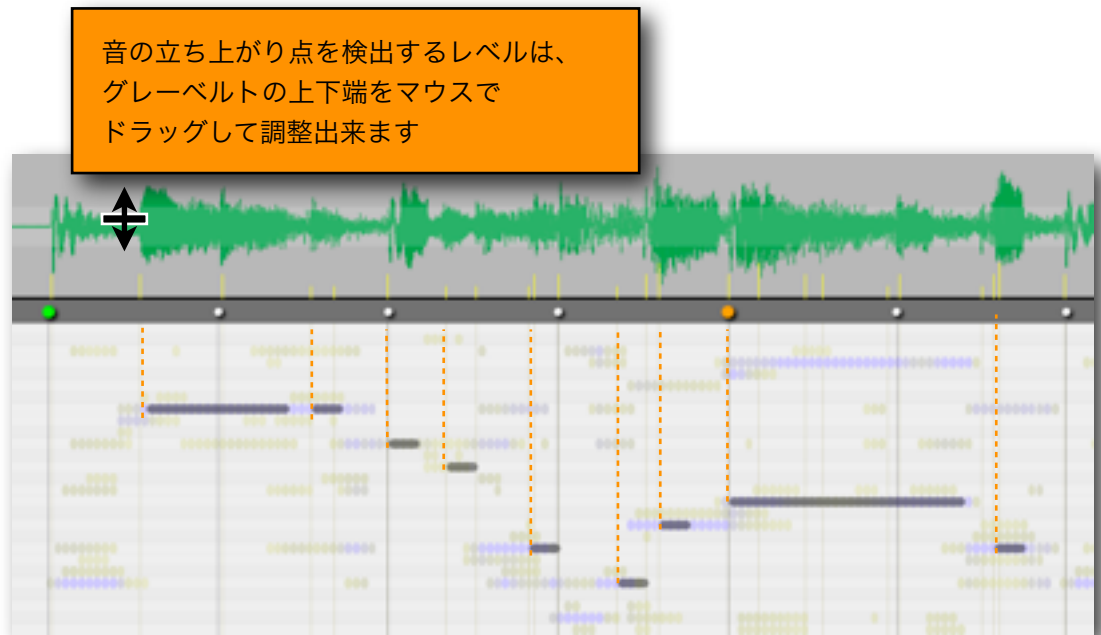 音の立ち上がり点を検出するレベルは、
グレーベルトの上下端をマウスで
ドラッグして調整出来ます